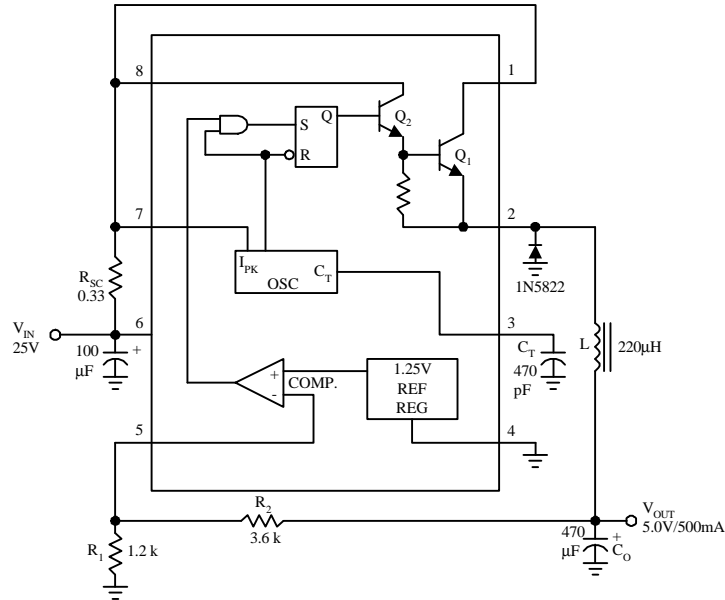 8
1
S
Q
R
Q2
Q1
7
2
RSC
0.33
IPK
CT
OSC
1N5822
VIN
25V
6
3
100
μF
+
CT
470
pF
L
220μH
+
-
COMP.
1.25V
REF
REG
5
4
R2
3.6 k
R1
1.2 k
VOUT
5.0V/500mA
470
μF
+
CO